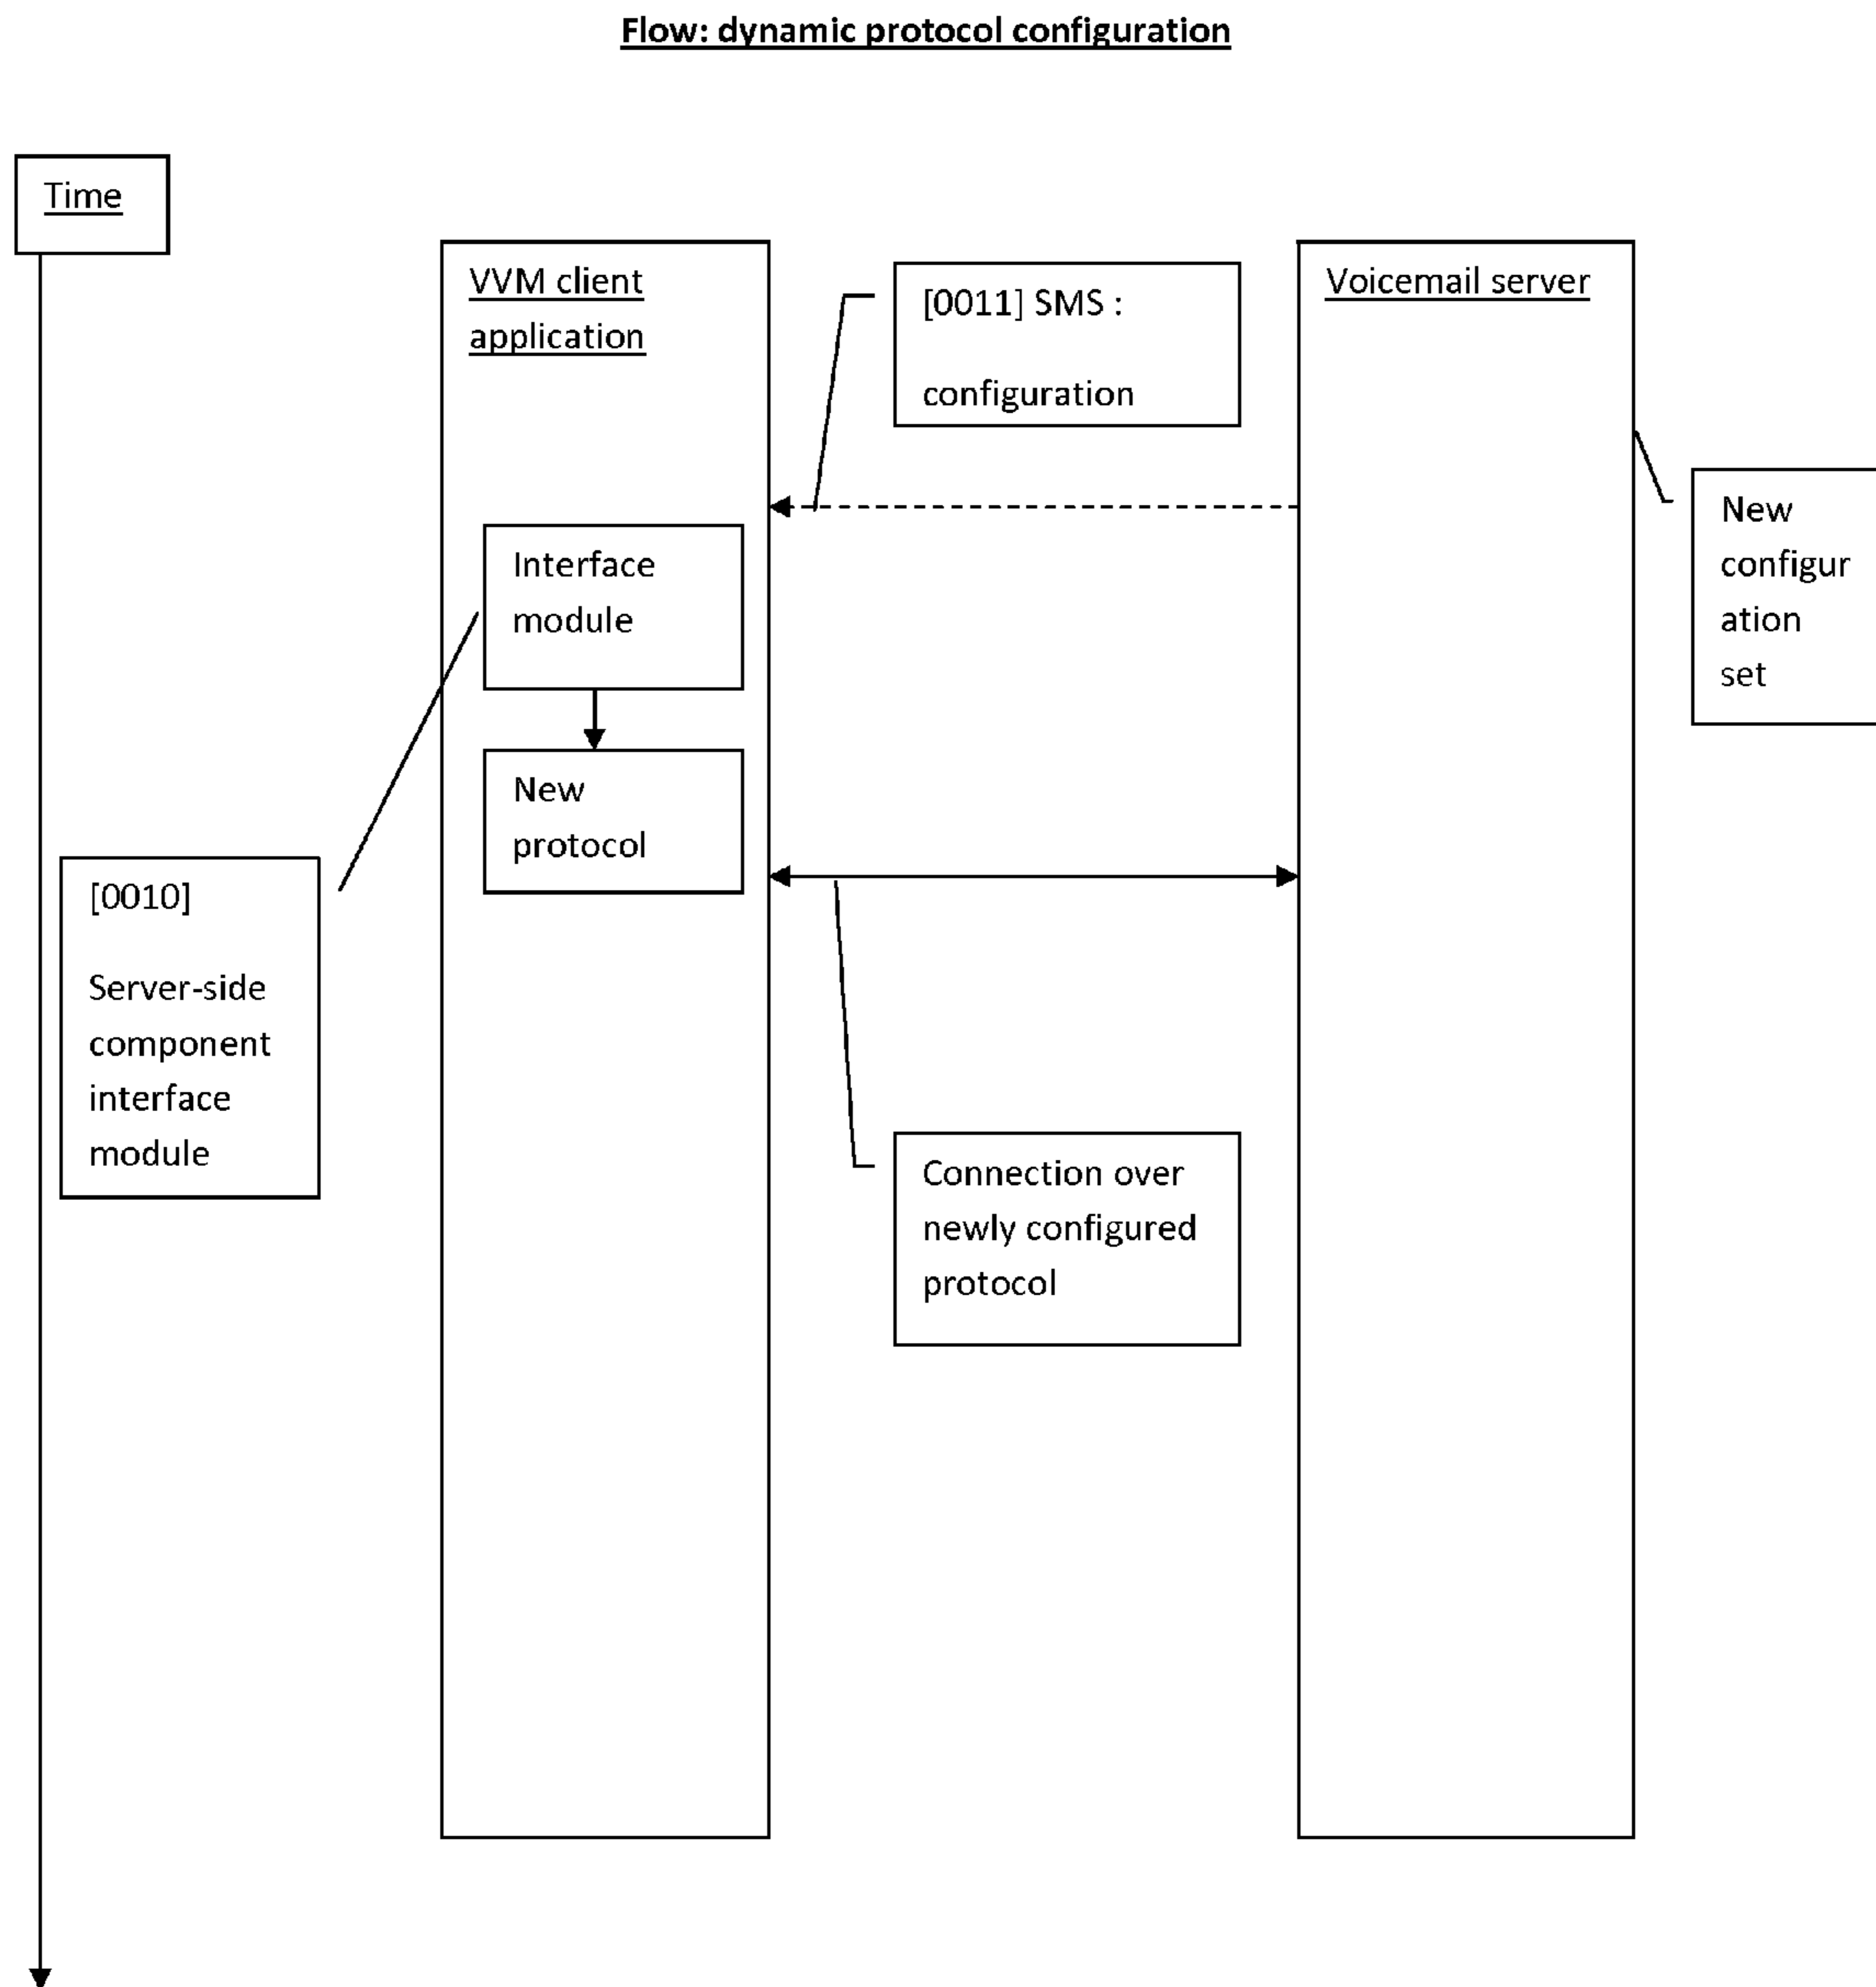 Flow: dynamic protocol configuration
Time
VVM client
application
[0011] SMS :
configuration
Voicemail server
New
configur
ation
set
Interface
module
New
protocol
[0010]
Server-side
component
interface
module
Connection over
newly configured
protocol